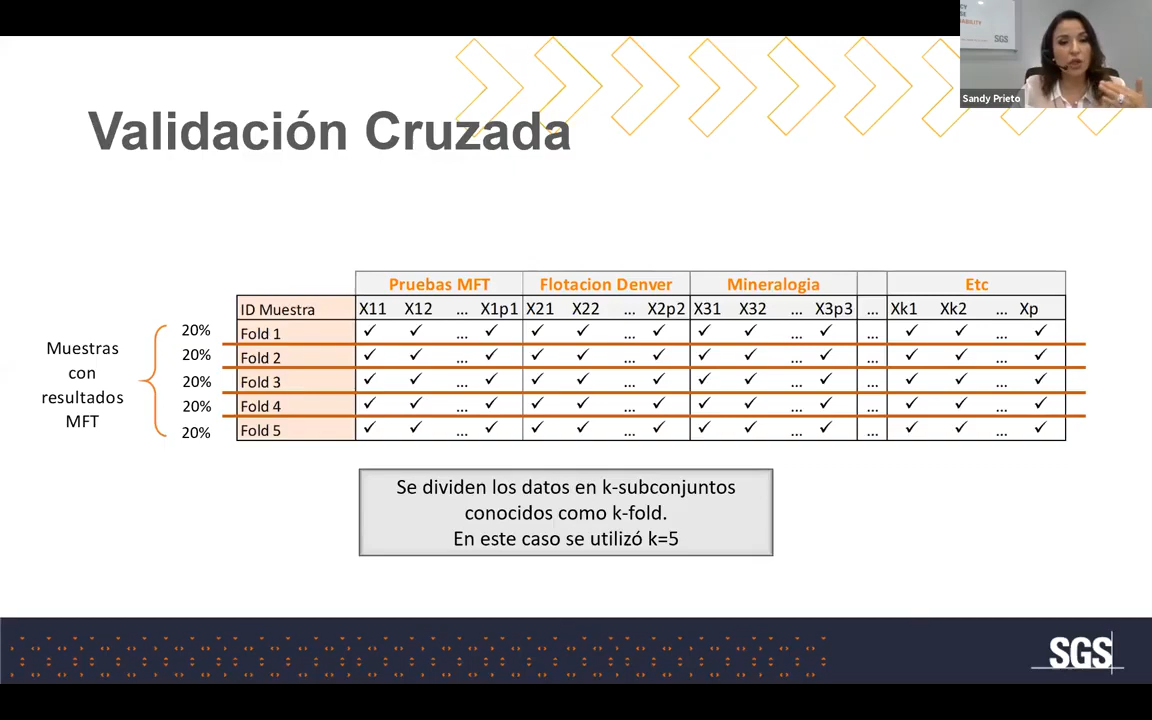 SGS
Sandy Prieto
Validación Cruzada
Pruebas MFT Flotacion Denver Mineralogia Etc
ID Muestra X11 X12 ... X1p1 X21 X22 ... X2p2 X31 X32 ... X3p3 ... Xk1 Xk2 ... Xp
20% Fold 1 ✓ ✓ ... ✓ ✓ ✓ ... ✓ ✓ ✓ ... ✓ ... ✓ ✓ ... ✓
20% Fold 2 ✓ ✓ ... ✓ ✓ ✓ ... ✓ ✓ ✓ ... ✓ ... ✓ ✓ ... ✓
20% Fold 3 ✓ ✓ ... ✓ ✓ ✓ ... ✓ ✓ ✓ ... ✓ ... ✓ ✓ ... ✓
20% Fold 4 ✓ ✓ ... ✓ ✓ ✓ ... ✓ ✓ ✓ ... ✓ ... ✓ ✓ ... ✓
20% Fold 5 ✓ ✓ ... ✓ ✓ ✓ ... ✓ ✓ ✓ ... ✓ ... ✓ ✓ ... ✓
Muestras
con
resultados
MFT
Se dividen los datos en k-subconjuntos
conocidos como k-fold.
En este caso se utilizó k=5
SGS